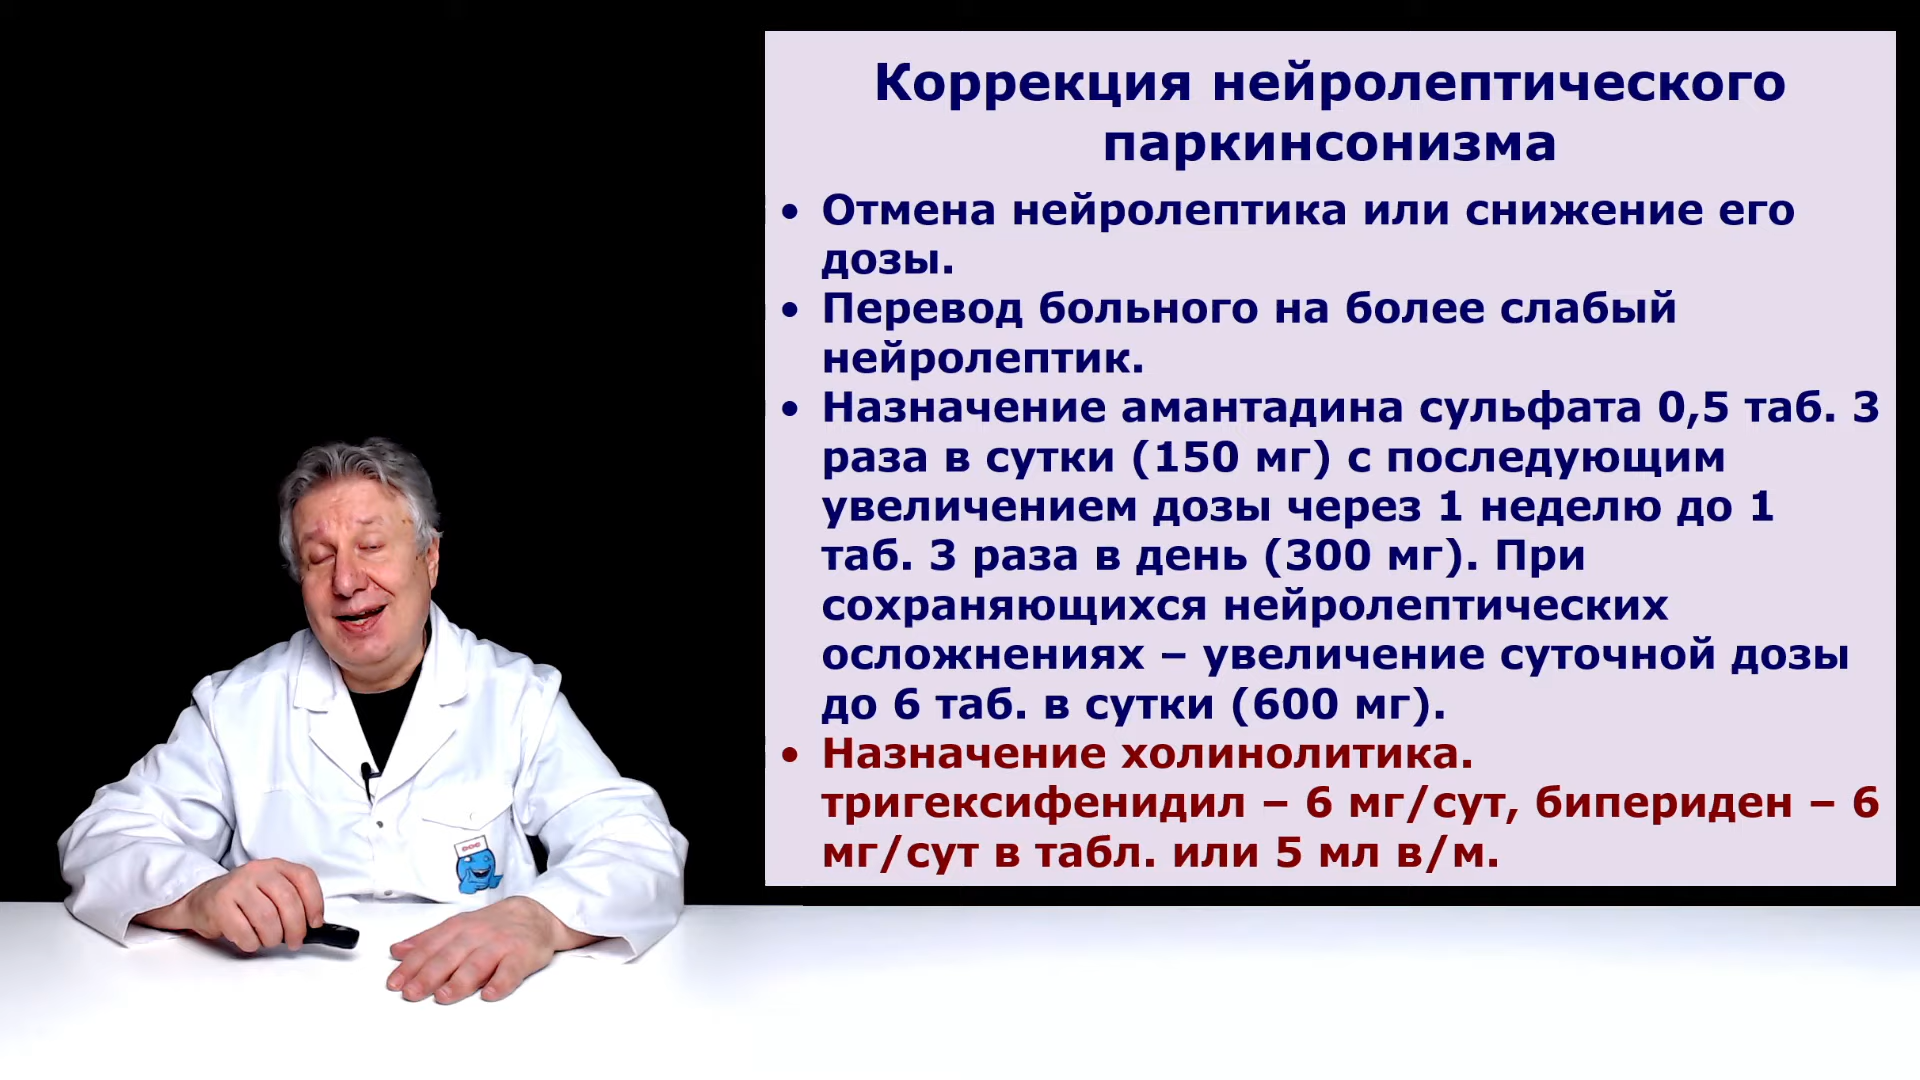 Коррекция нейролептического
паркинсонизма
• Отмена нейролептика или снижение его
дозы.
• Перевод больного на более слабый
нейролептик.
• Назначение амантадина сульфата 0,5 таб. 3
раза в сутки (150 мг) с последующим
увеличением дозы через 1 неделю до 1
таб. 3 раза в день (300 мг). При
сохраняющихся нейролептических
осложнениях – увеличение суточной дозы
до 6 таб. в сутки (600 мг).
• Назначение холинолитика.
тригексифенидил – 6 мг/сут, бипериден – 6
мг/сут в табл. или 5 мл в/м.